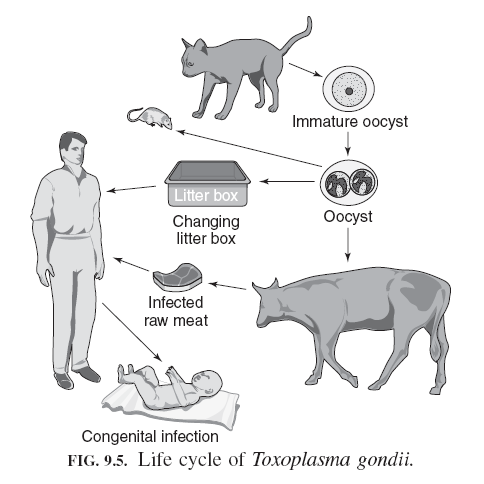 Immature oocyst
Litter box
Oocyst
Changing
litter box
Infected
raw meat
Congenital infection
FIG. 9.5. Life cycle of Toxoplasma gondii.